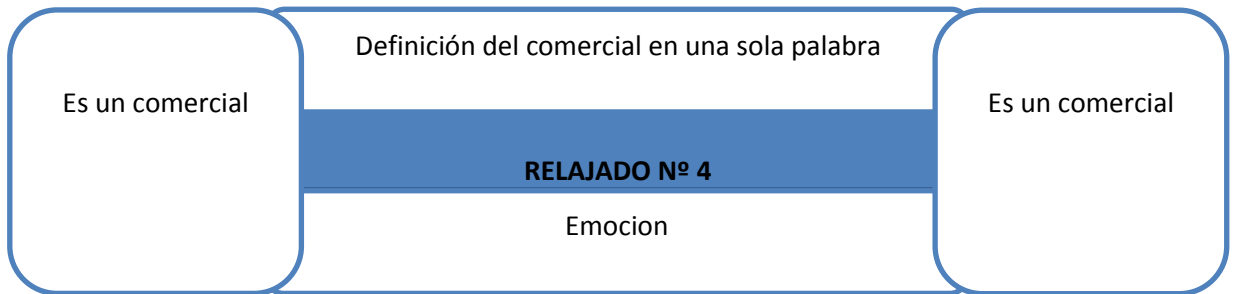 Definición del comercial en una sola palabra
Es un comercial
Es un comercial
RELAJADO Nº 4
Emocion